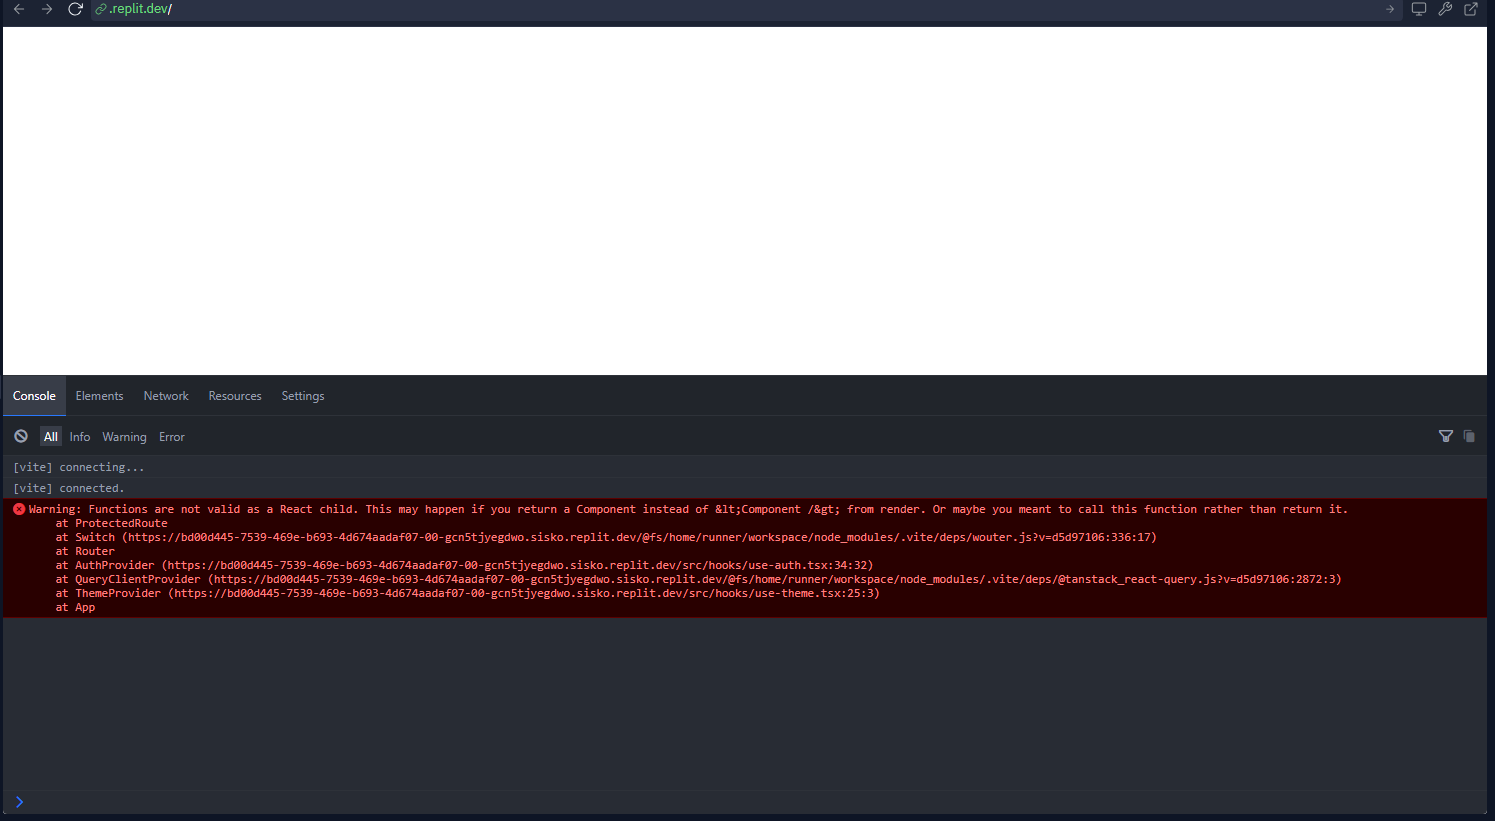 .replit.dev/
Console Elements Network Resources Settings
All Info Warning Error
[vite] connecting...
[vite] connected.
Warning: Functions are not valid as a React child. This may happen if you return a Component instead of &lt;Component /&gt; from render. Or maybe you meant to call this function rather than return it.
at ProtectedRoute
at Switch (https://bd00d445-7539-469e-b693-4d674aadaf07-00-gcn5tjyegdwo.sisko.replit.dev/@fs/home/runner/workspace/node_modules/.vite/deps/wouter.js?v=d5d97106:336:17)
at Router
at AuthProvider (https://bd00d445-7539-469e-b693-4d674aadaf07-00-gcn5tjyegdwo.sisko.replit.dev/src/hooks/use-auth.tsx:34:32)
at QueryClientProvider (https://bd00d445-7539-469e-b693-4d674aadaf07-00-gcn5tjyegdwo.sisko.replit.dev/@fs/home/runner/workspace/node_modules/.vite/deps/@tanstack_react-query.js?v=d5d97106:2872:3)
at ThemeProvider (https://bd00d445-7539-469e-b693-4d674aadaf07-00-gcn5tjyegdwo.sisko.replit.dev/src/hooks/use-theme.tsx:25:3)
at App